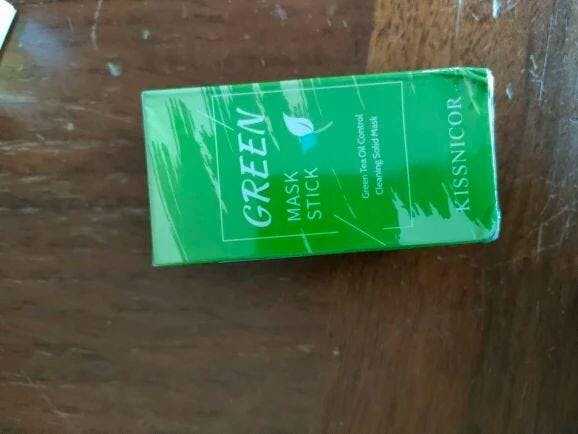 GREEN
MASK
STICK
Green Tea Oil Control
Cleaning Solid Mask
KISSNICOR